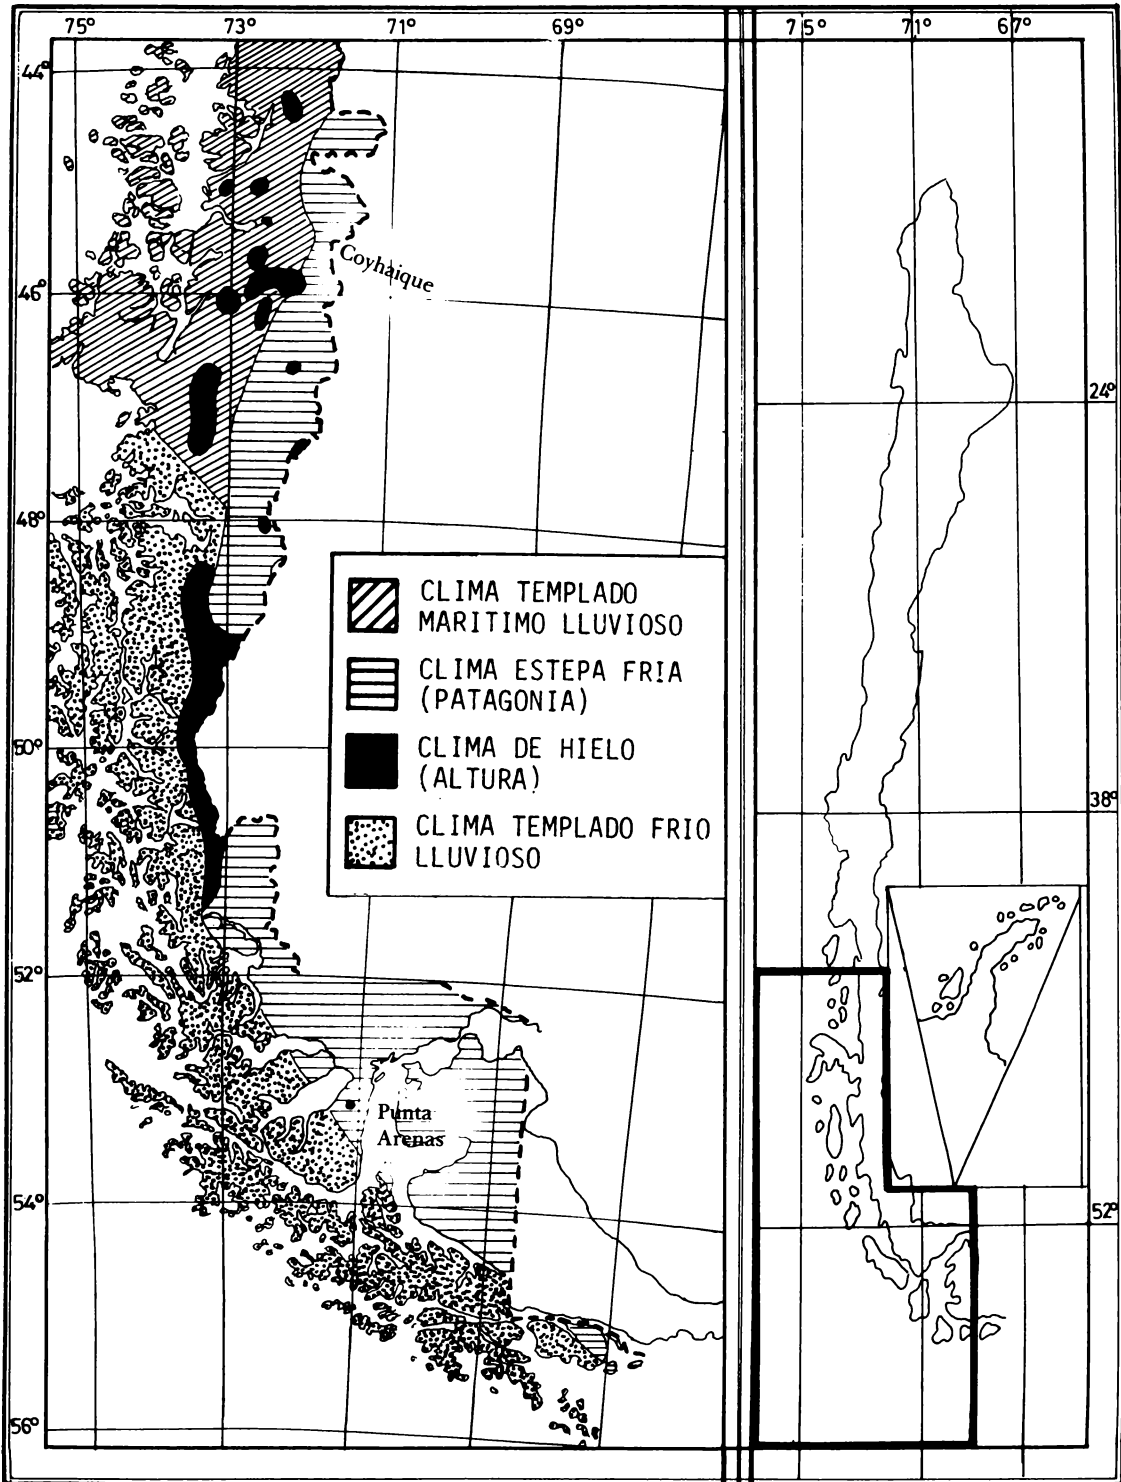 75° 73° 71° 69°
44°
46°
48°
50°
52°
54°
56°
Coyhaique
CLIMA TEMPLADO
MARITIMO LLUVIOSO
CLIMA ESTEPA FRIA
(PATAGONIA)
CLIMA DE HIELO
(ALTURA)
CLIMA TEMPLADO FRIO
LLUVIOSO
Punta
Arenas
75° 71° 67°
24°
38°
52°